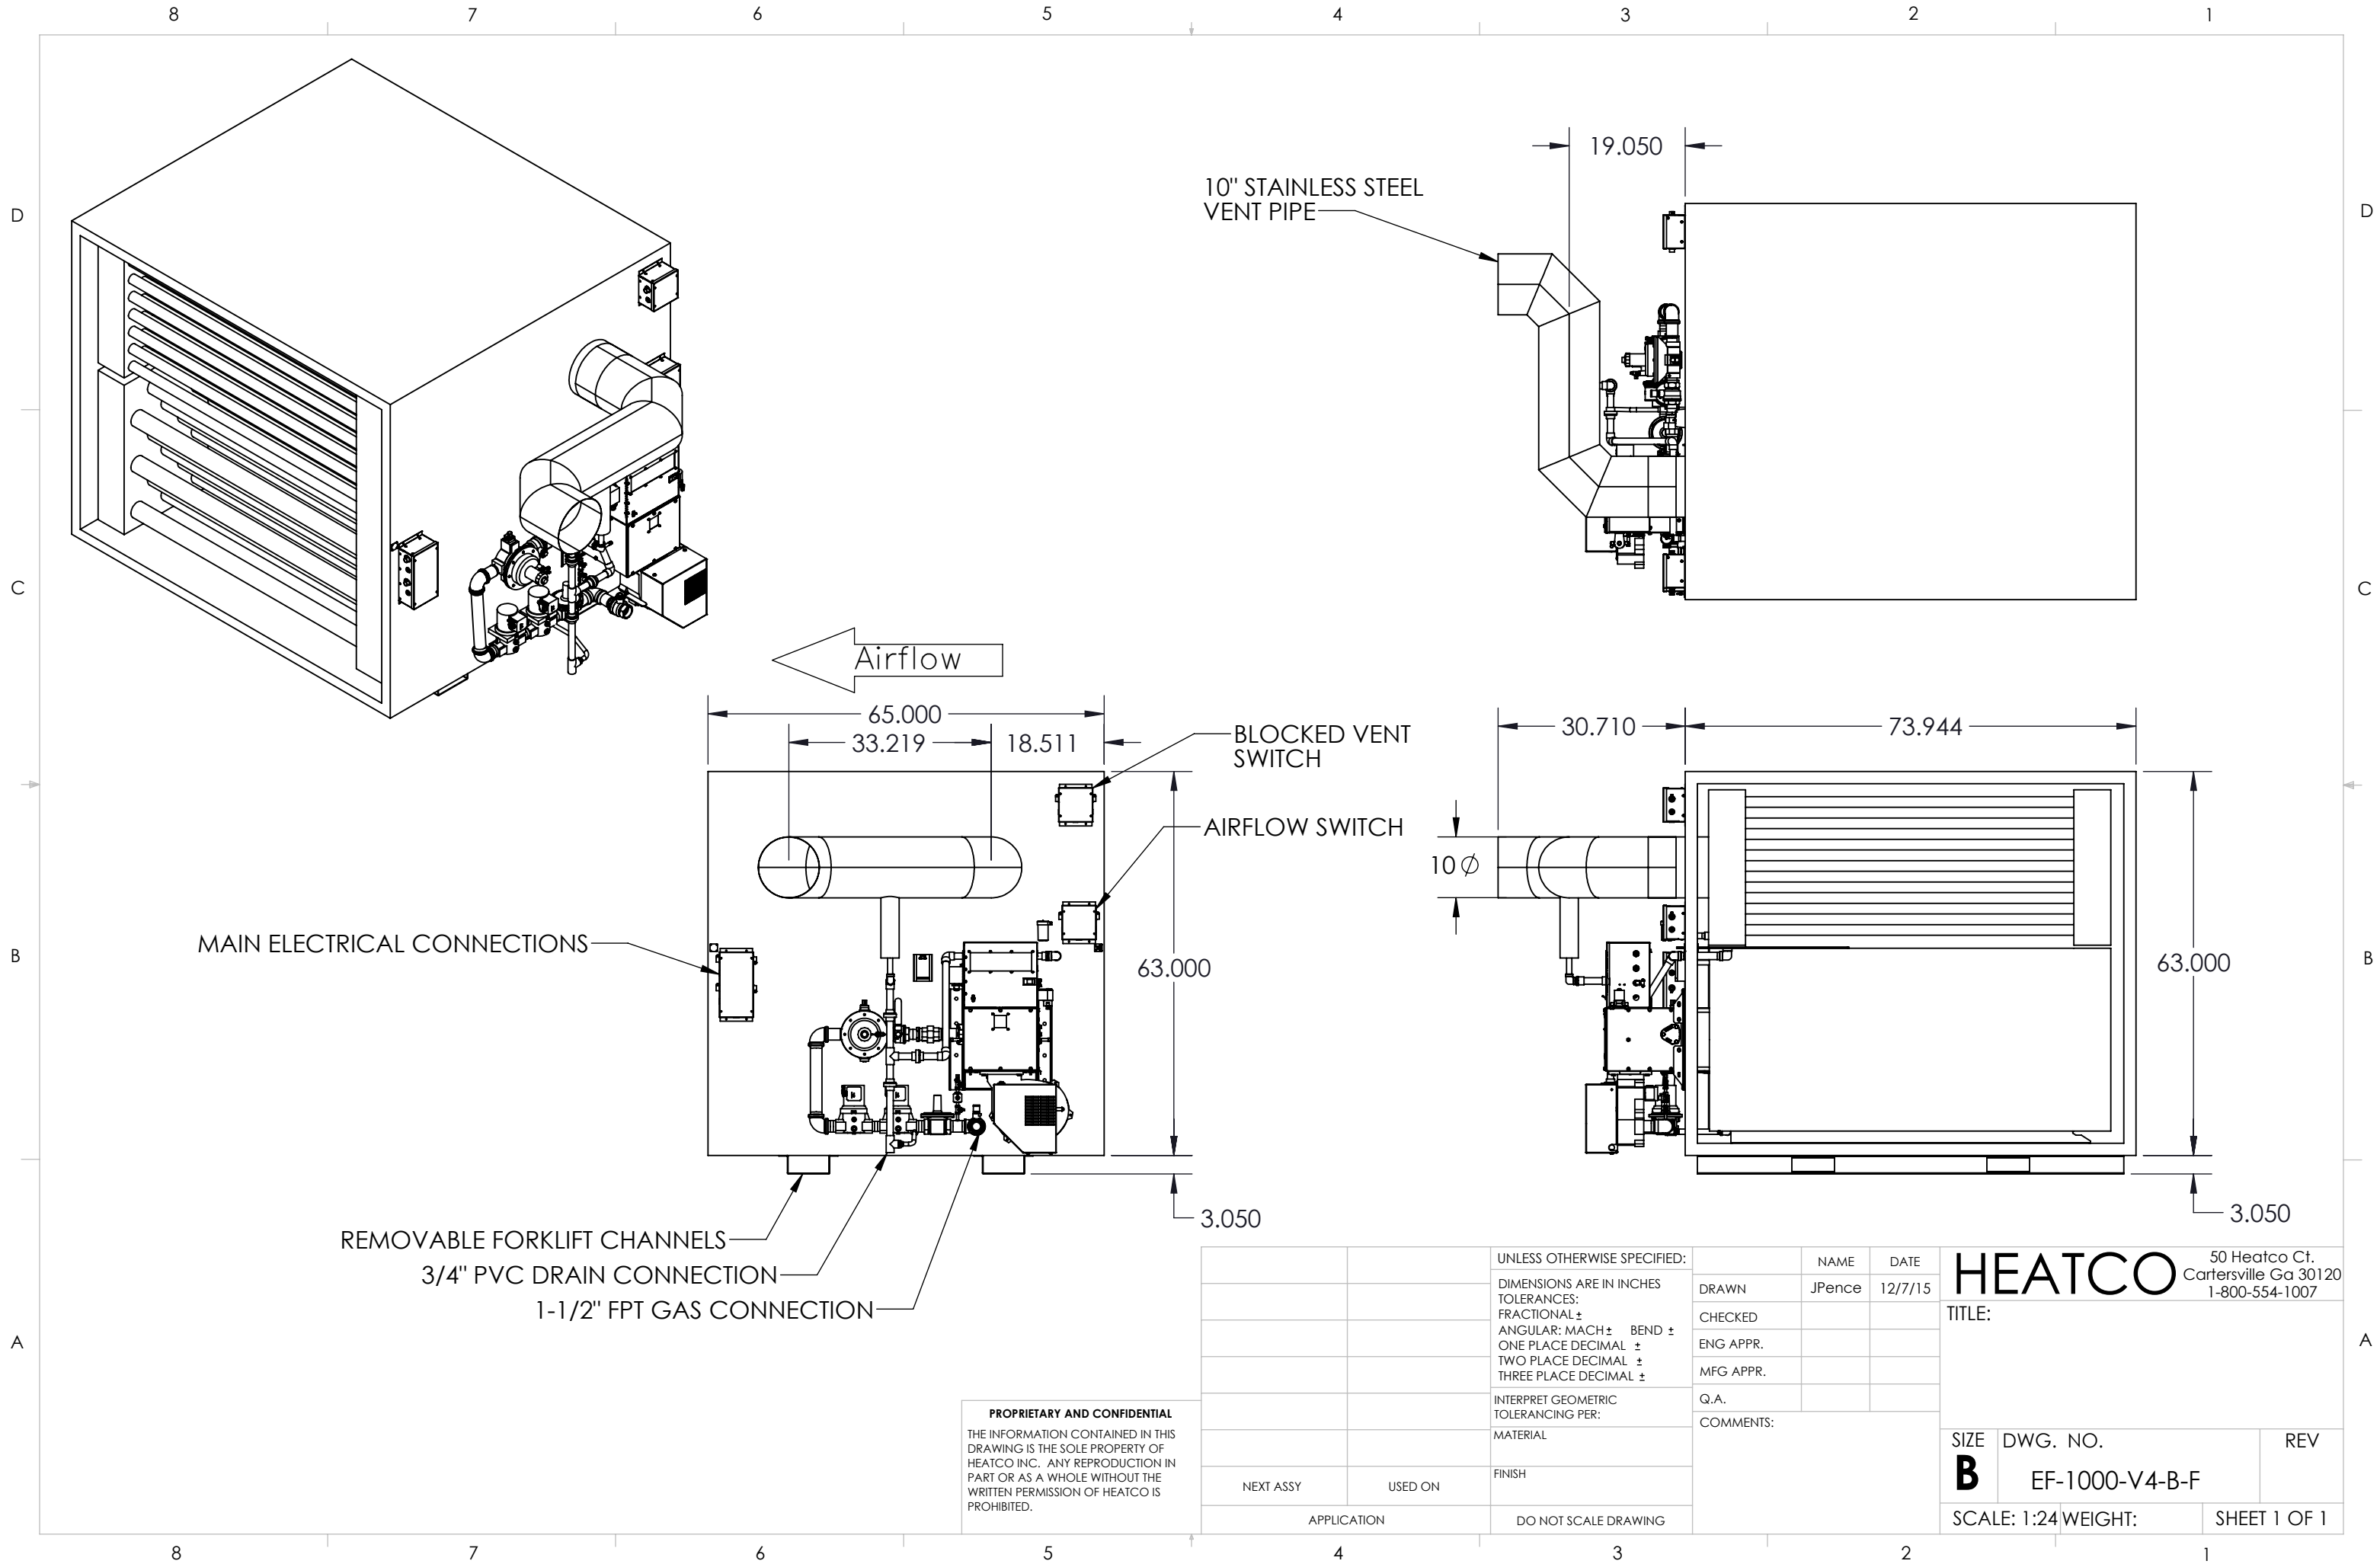 8 7 6 5 4 3 2 1
D
D
19.050
10" STAINLESS STEEL
VENT PIPE
C
C
Airflow
65.000
33.219
18.511
BLOCKED VENT
SWITCH
30.710
73.944
AIRFLOW SWITCH
10⌀
MAIN ELECTRICAL CONNECTIONS
63.000
63.000
B
B
3.050
3.050
REMOVABLE FORKLIFT CHANNELS
3/4" PVC DRAIN CONNECTION
1-1/2" FPT GAS CONNECTION
A
A
PROPRIETARY AND CONFIDENTIAL
THE INFORMATION CONTAINED IN THIS
DRAWING IS THE SOLE PROPERTY OF
HEATCO INC. ANY REPRODUCTION IN
PART OR AS A WHOLE WITHOUT THE
WRITTEN PERMISSION OF HEATCO IS
PROHIBITED.
NEXT ASSY
USED ON
APPLICATION
UNLESS OTHERWISE SPECIFIED:
DIMENSIONS ARE IN INCHES
TOLERANCES:
FRACTIONAL ±
ANGULAR: MACH ± BEND ±
ONE PLACE DECIMAL ±
TWO PLACE DECIMAL ±
THREE PLACE DECIMAL ±
INTERPRET GEOMETRIC
TOLERANCING PER:
MATERIAL
FINISH
DO NOT SCALE DRAWING
NAME DATE
DRAWN JPence 12/7/15
CHECKED
ENG APPR.
MFG APPR.
Q.A.
COMMENTS:
HEATCO
50 Heatco Ct.
Cartersville Ga 30120
1-800-554-1007
TITLE:
SIZE
B
DWG. NO.
EF-1000-V4-B-F
REV
SCALE: 1:24
WEIGHT:
SHEET 1 OF 1
8 7 6 5 4 3 2 1